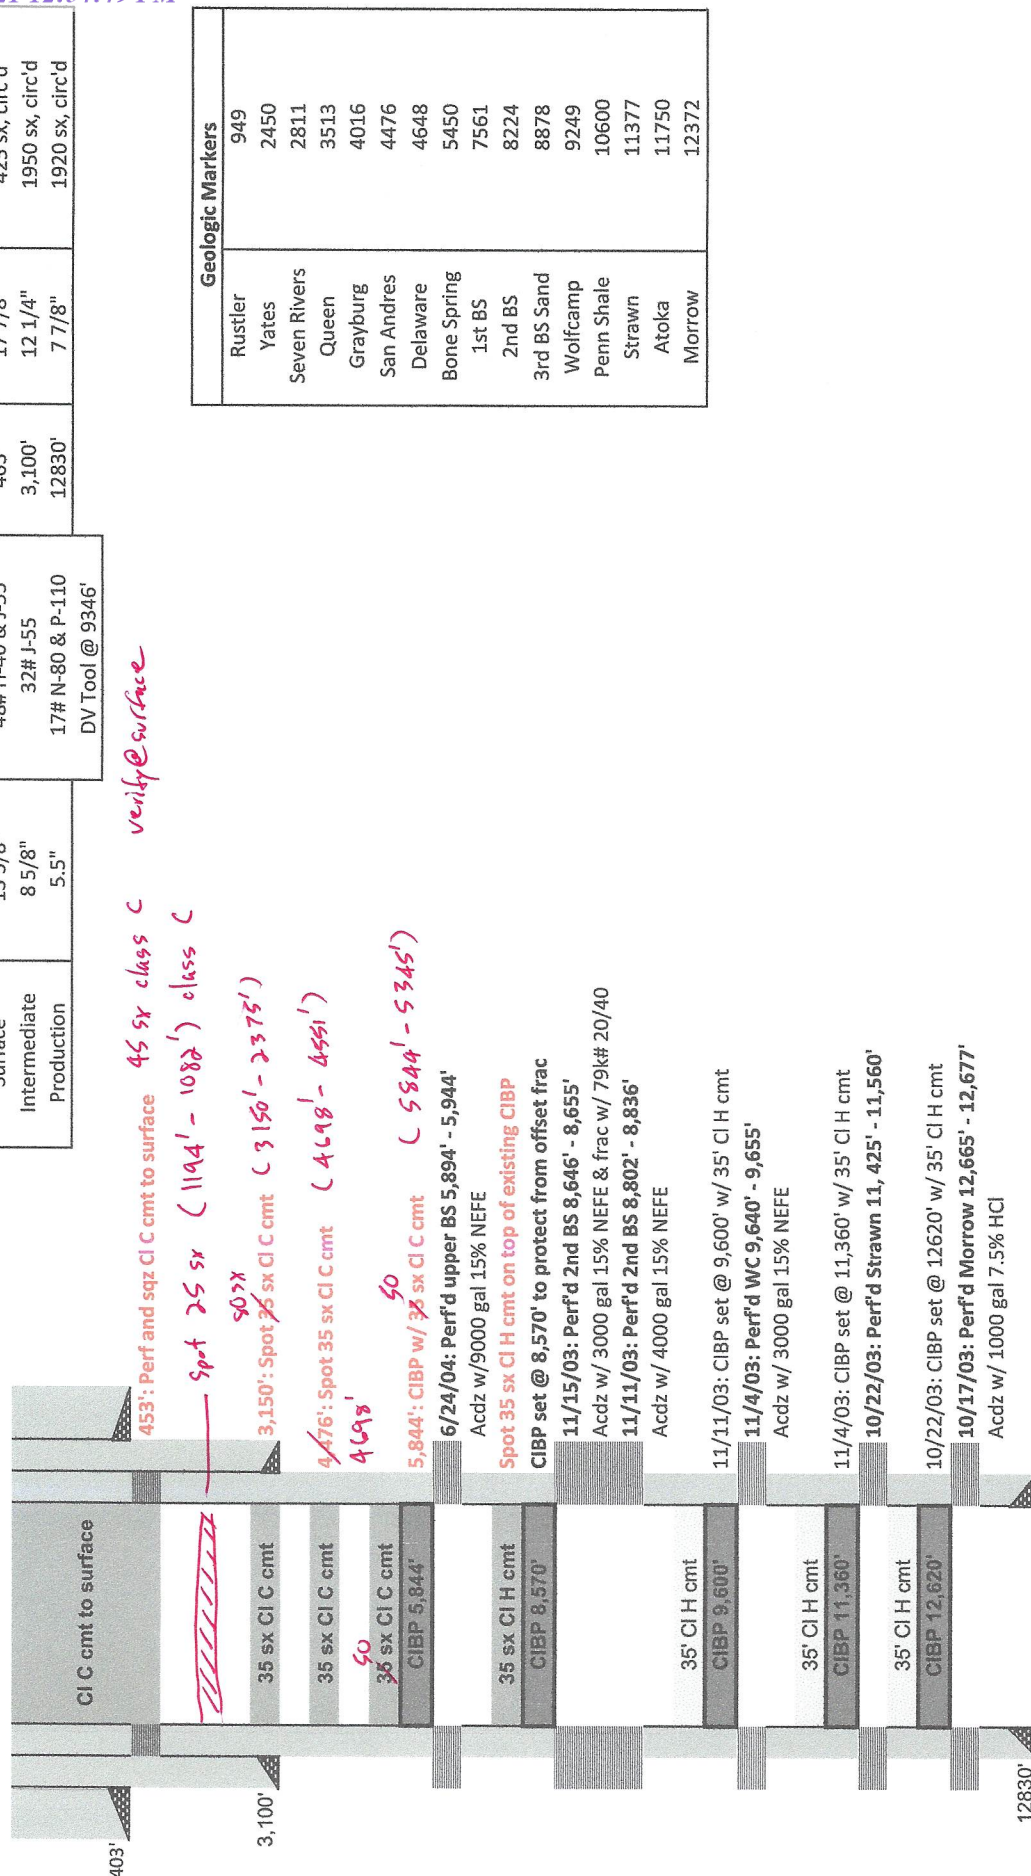 12:54:49 PM
Surface
Intermediate 8 5/8" 32# J-55 3,100' 12 1/4" 1950 sx, circ'd
Production 5.5" 17# N-80 & P-110 12830' 7 7/8" 1920 sx, circ'd
DV Tool @ 9346'
Geologic Markers
Rustler 949
Yates 2450
Seven Rivers 2811
Queen 3513
Grayburg 4016
San Andres 4476
Delaware 4648
Bone Spring 5450
1st BS 7561
2nd BS 8224
3rd BS Sand 8878
Wolfcamp 9249
Penn Shale 10600
Strawn 11377
Atoka 11750
Morrow 12372
403'
Cl C cmt to surface
453': Perf and sqz Cl C cmt to surface 45 sx class C verify@surface
Spot 25 sx (1194' - 1082') class C
80 sx
3,100'
35 sx Cl C cmt
3,150': Spot 35 sx Cl C cmt (3150' - 2375')
35 sx Cl C cmt
4,476': Spot 35 sx Cl C cmt (4698' - 4551')
4698'
50
35 sx Cl C cmt
50
5,844': CIBP w/ 35 sx Cl C cmt (5844' - 5345')
CIBP 5,844'
6/24/04: Perf'd upper BS 5,894' - 5,944'
Acdz w/9000 gal 15% NEFE
35 sx Cl H cmt
Spot 35 sx Cl H cmt on top of existing CIBP
CIBP 8,570'
CIBP set @ 8,570' to protect from offset frac
11/15/03: Perf'd 2nd BS 8,646' - 8,655'
Acdz w/ 3000 gal 15% NEFE & frac w/ 79k# 20/40
11/11/03: Perf'd 2nd BS 8,802' - 8,836'
Acdz w/ 4000 gal 15% NEFE
35' Cl H cmt
CIBP 9,600'
11/11/03: CIBP set @ 9,600' w/ 35' Cl H cmt
11/4/03: Perf'd WC 9,640' - 9,655'
Acdz w/ 3000 gal 15% NEFE
35' Cl H cmt
CIBP 11,360'
11/4/03: CIBP set @ 11,360' w/ 35' Cl H cmt
10/22/03: Perf'd Strawn 11, 425' - 11,560'
35' Cl H cmt
CIBP 12,620'
10/22/03: CIBP set @ 12620' w/ 35' Cl H cmt
10/17/03: Perf'd Morrow 12,665' - 12,677'
Acdz w/ 1000 gal 7.5% HCl
12830'